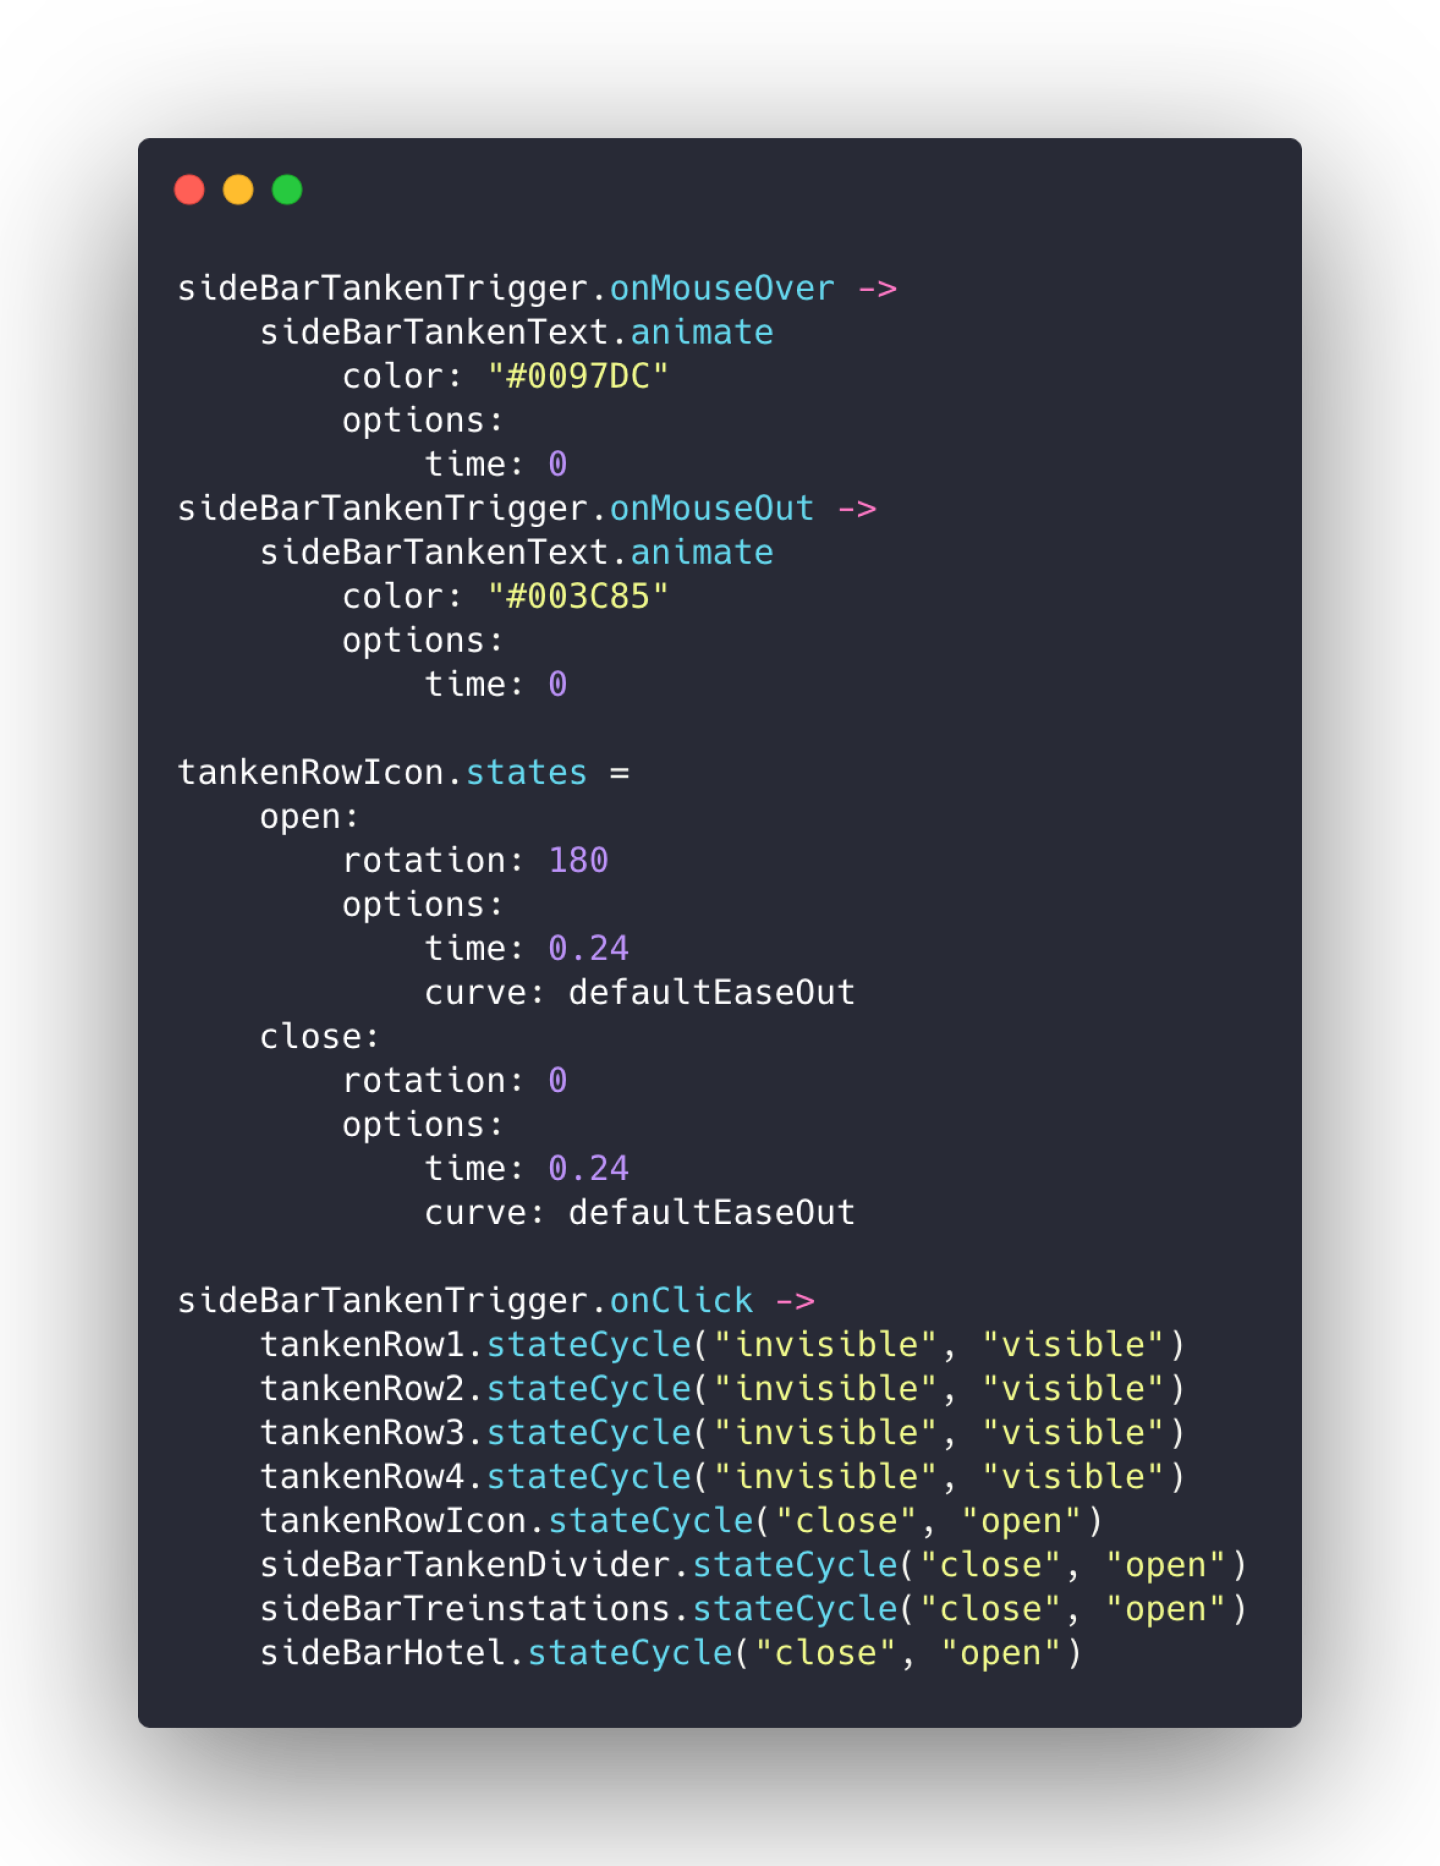 sideBarTankenTrigger.onMouseOver ->
    sideBarTankenText.animate
        color: "#0097DC"
        options:
            time: 0
sideBarTankenTrigger.onMouseOut ->
    sideBarTankenText.animate
        color: "#003C85"
        options:
            time: 0

tankenRowIcon.states =
    open:
        rotation: 180
        options:
            time: 0.24
            curve: defaultEaseOut
    close:
        rotation: 0
        options:
            time: 0.24
            curve: defaultEaseOut

sideBarTankenTrigger.onClick ->
    tankenRow1.stateCycle("invisible", "visible")
    tankenRow2.stateCycle("invisible", "visible")
    tankenRow3.stateCycle("invisible", "visible")
    tankenRow4.stateCycle("invisible", "visible")
    tankenRowIcon.stateCycle("close", "open")
    sideBarTankenDivider.stateCycle("close", "open")
    sideBarTreinstations.stateCycle("close", "open")
    sideBarHotel.stateCycle("close", "open")